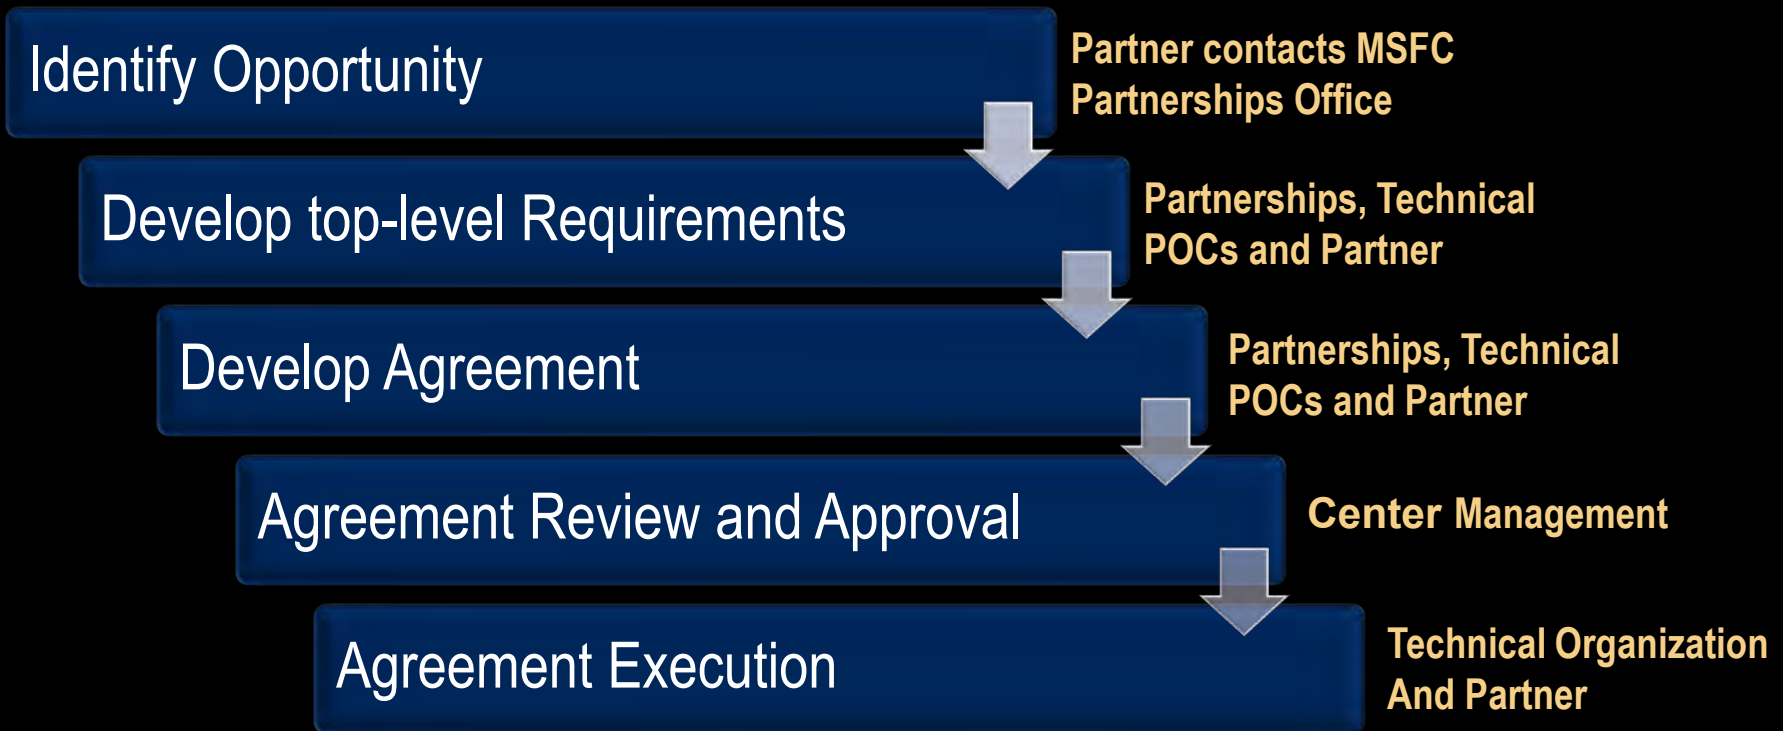 Identify Opportunity
Partner contacts MSFC
Partnerships Office
Develop top-level Requirements
Partnerships, Technical
POCs and Partner
Develop Agreement
Partnerships, Technical
POCs and Partner
Agreement Review and Approval
Center Management
Agreement Execution
Technical Organization
And Partner